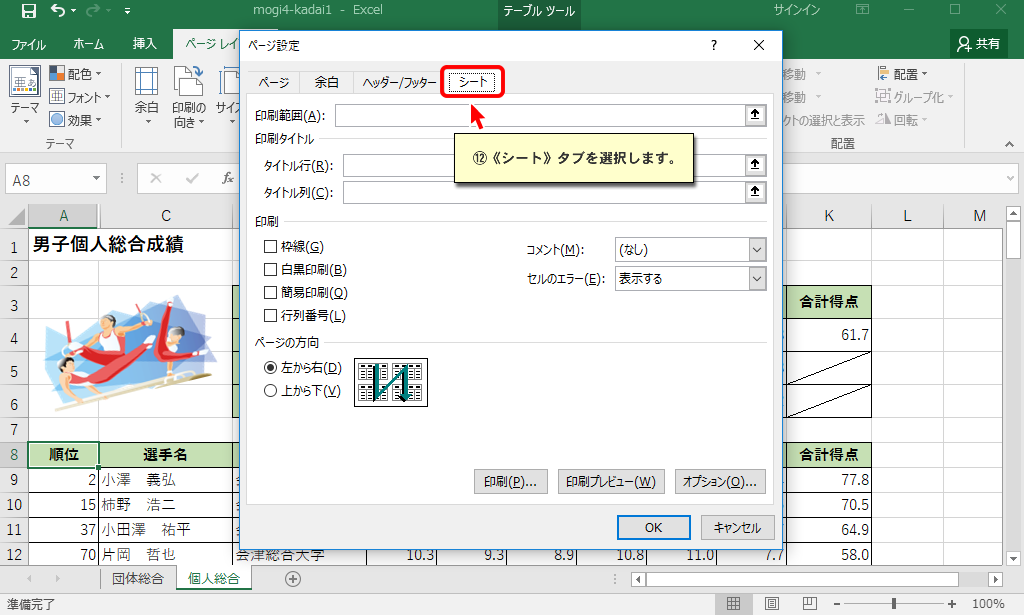 mogi4-kadai1 - Excel
テーブル ツール
サインイン
ファイル
ホーム
挿入
ページ レイ
共有
テーマ
配色
フォント
効果
テーマ
余白
印刷の
向き
サイズ
移動
移動
クトの選択と表示
配置
グループ化
回転
配置
ページ設定
?
ページ
余白
ヘッダー/フッター
シート
印刷範囲(A):
印刷タイトル
タイトル行(R):
タイトル列(C):
⑫《シート》タブを選択します。
印刷
枠線(G)
白黒印刷(B)
簡易印刷(Q)
行列番号(L)
コメント(M):
(なし)
セルのエラー(E):
表示する
ページの方向
左から右(D)
上から下(V)
印刷(P)...
印刷プレビュー(W)
オプション(O)...
OK
キャンセル
A8
fx
A C K L M
1 男子個人総合成績
2
3 合計得点
4 61.7
5
6
7
8 順位 選手名 合計得点
9 2 小澤 義弘 77.8
10 15 柿野 浩二 70.5
11 37 小田澤 祐平 64.9
12 70 片岡 哲也 会津総合大学 10.3 9.3 8.9 10.8 11.0 7.7 58.0
団体総合 個人総合
準備完了
100%